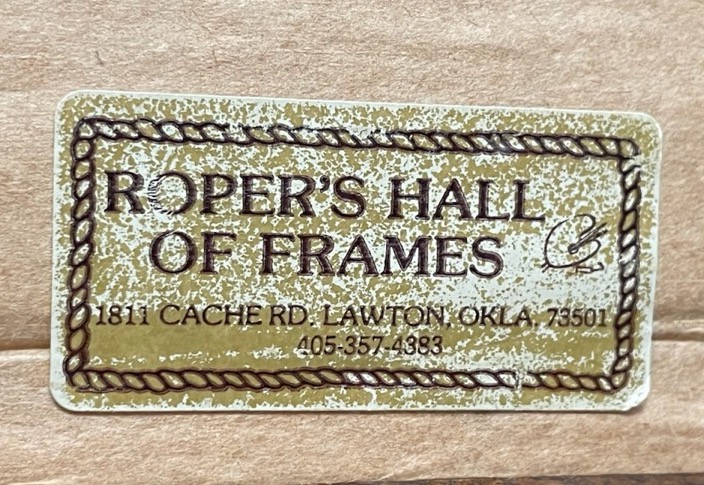 ROPER'S HALL
OF FRAMES
1811 CACHE RD. LAWTON, OKLA. 73501
405-357-4383